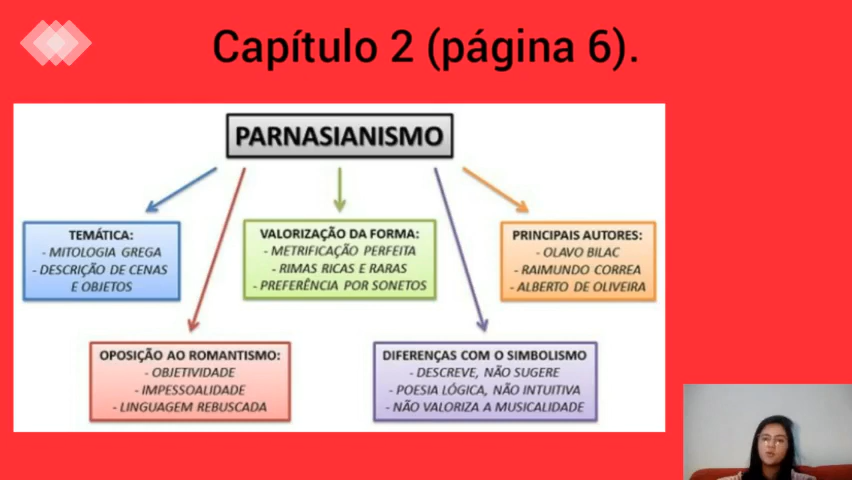 Capítulo 2 (página 6).
PARNASIANISMO
TEMÁTICA:
- MITOLOGIA GREGA
- DESCRIÇÃO DE CENAS
E OBJETOS
VALORIZAÇÃO DA FORMA:
- METRIFICAÇÃO PERFEITA
- RIMAS RICAS E RARAS
- PREFERÊNCIA POR SONETOS
PRINCIPAIS AUTORES:
- OLAVO BILAC
- RAIMUNDO CORREA
- ALBERTO DE OLIVEIRA
OPOSIÇÃO AO ROMANTISMO:
- OBJETIVIDADE
- IMPESSOALIDADE
- LINGUAGEM REBUSCADA
DIFERENÇAS COM O SIMBOLISMO
- DESCREVE, NÃO SUGERE
- POESIA LÓGICA, NÃO INTUITIVA
- NÃO VALORIZA A MUSICALIDADE